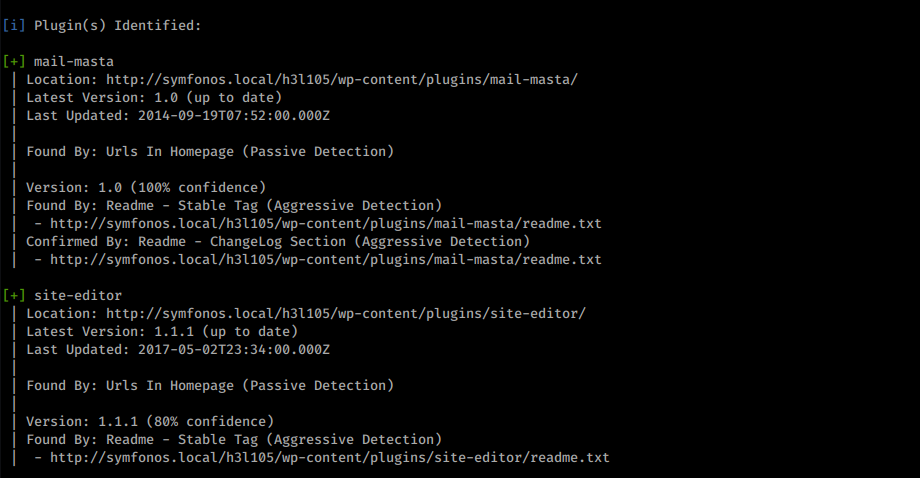 [i] Plugin(s) Identified:
[+] mail-masta
| Location: http://symfonos.local/h3l105/wp-content/plugins/mail-masta/
| Latest Version: 1.0 (up to date)
| Last Updated: 2014-09-19T07:52:00.000Z
|
| Found By: Urls In Homepage (Passive Detection)
|
| Version: 1.0 (100% confidence)
| Found By: Readme - Stable Tag (Aggressive Detection)
|  - http://symfonos.local/h3l105/wp-content/plugins/mail-masta/readme.txt
| Confirmed By: Readme - ChangeLog Section (Aggressive Detection)
|  - http://symfonos.local/h3l105/wp-content/plugins/mail-masta/readme.txt
[+] site-editor
| Location: http://symfonos.local/h3l105/wp-content/plugins/site-editor/
| Latest Version: 1.1.1 (up to date)
| Last Updated: 2017-05-02T23:34:00.000Z
|
| Found By: Urls In Homepage (Passive Detection)
|
| Version: 1.1.1 (80% confidence)
| Found By: Readme - Stable Tag (Aggressive Detection)
|  - http://symfonos.local/h3l105/wp-content/plugins/site-editor/readme.txt